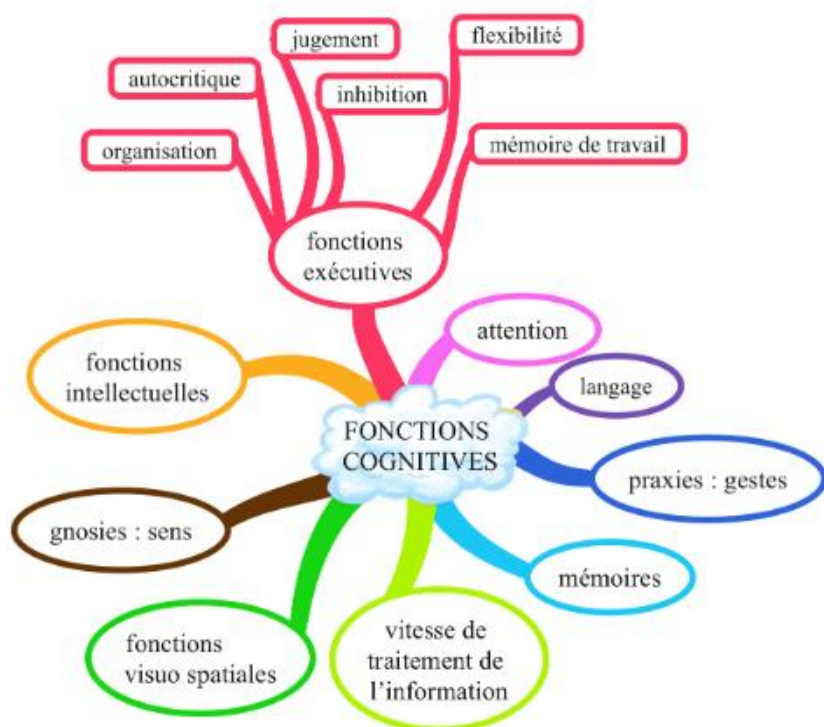 jugement
flexibilité
autocritique
inhibition
organisation
mémoire de travail
fonctions
exécutives
attention
fonctions
intellectuelles
langage
FONCTIONS
COGNITIVES
praxies : gestes
gnosies : sens
mémoires
fonctions
visuo spatiales
vitesse de
traitement de
l’information